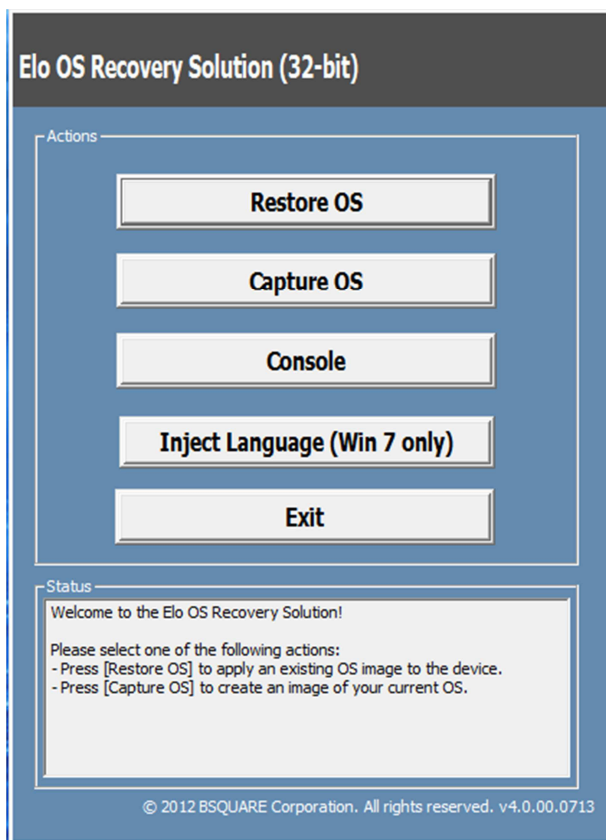 Elo OS Recovery Solution (32-bit)
Actions
Restore OS
Capture OS
Console
Inject Language (Win 7 only)
Exit
Status
Welcome to the Elo OS Recovery Solution!
Please select one of the following actions:
- Press [Restore OS] to apply an existing OS image to the device.
- Press [Capture OS] to create an image of your current OS.
© 2012 BSQUARE Corporation. All rights reserved. v4.0.00.0713